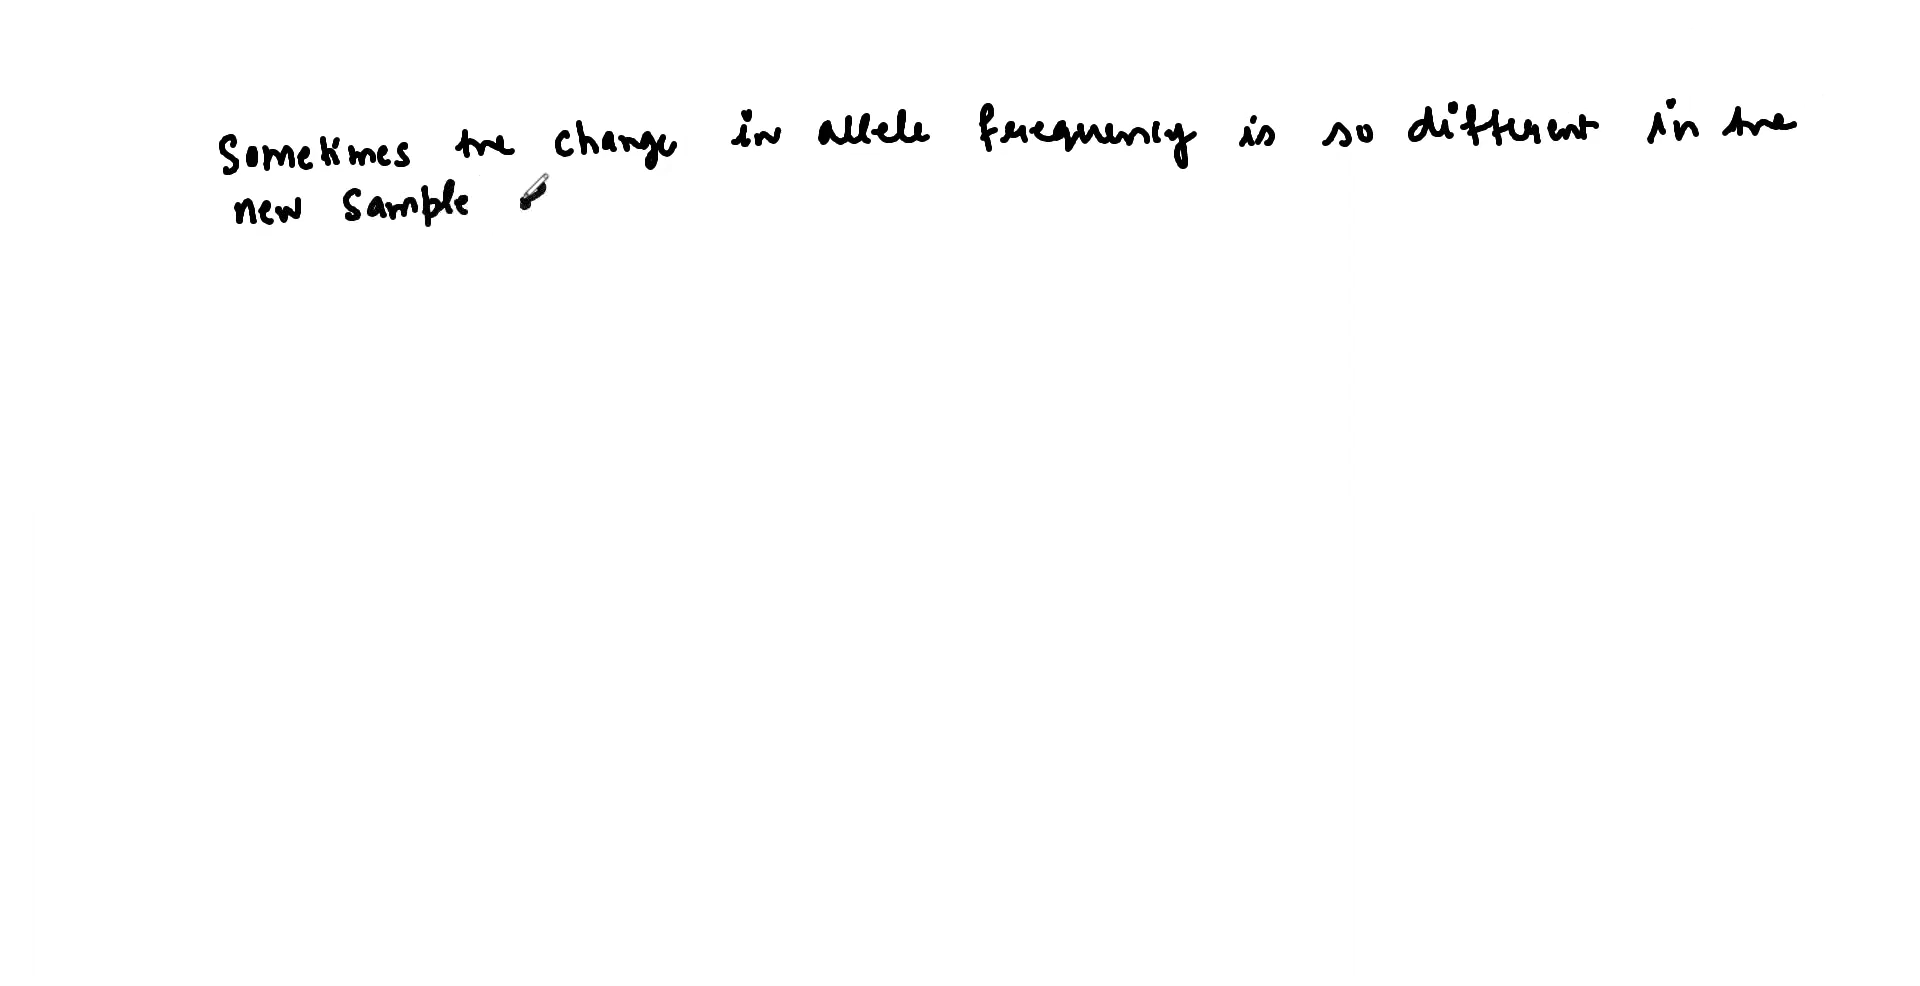 Sometimes the change in allele frequency is so different in the
new sample